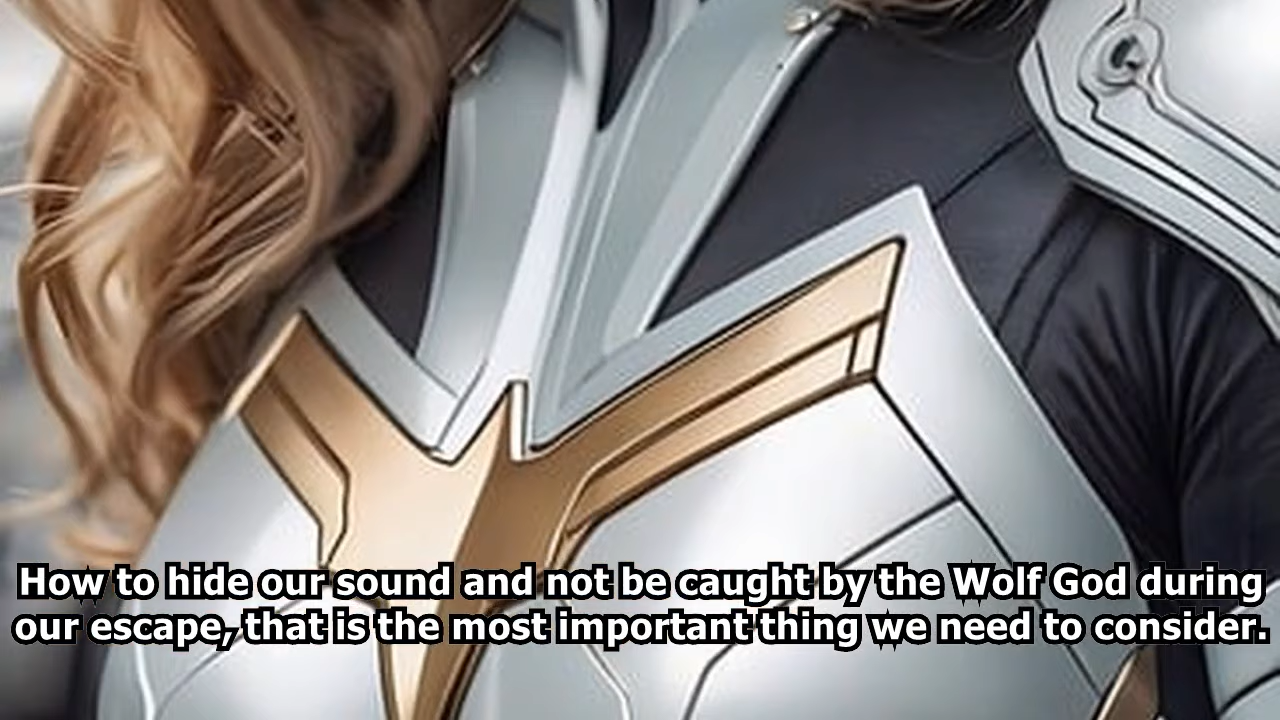 How to hide our sound and not be caught by the Wolf God during
our escape, that is the most important thing we need to consider.